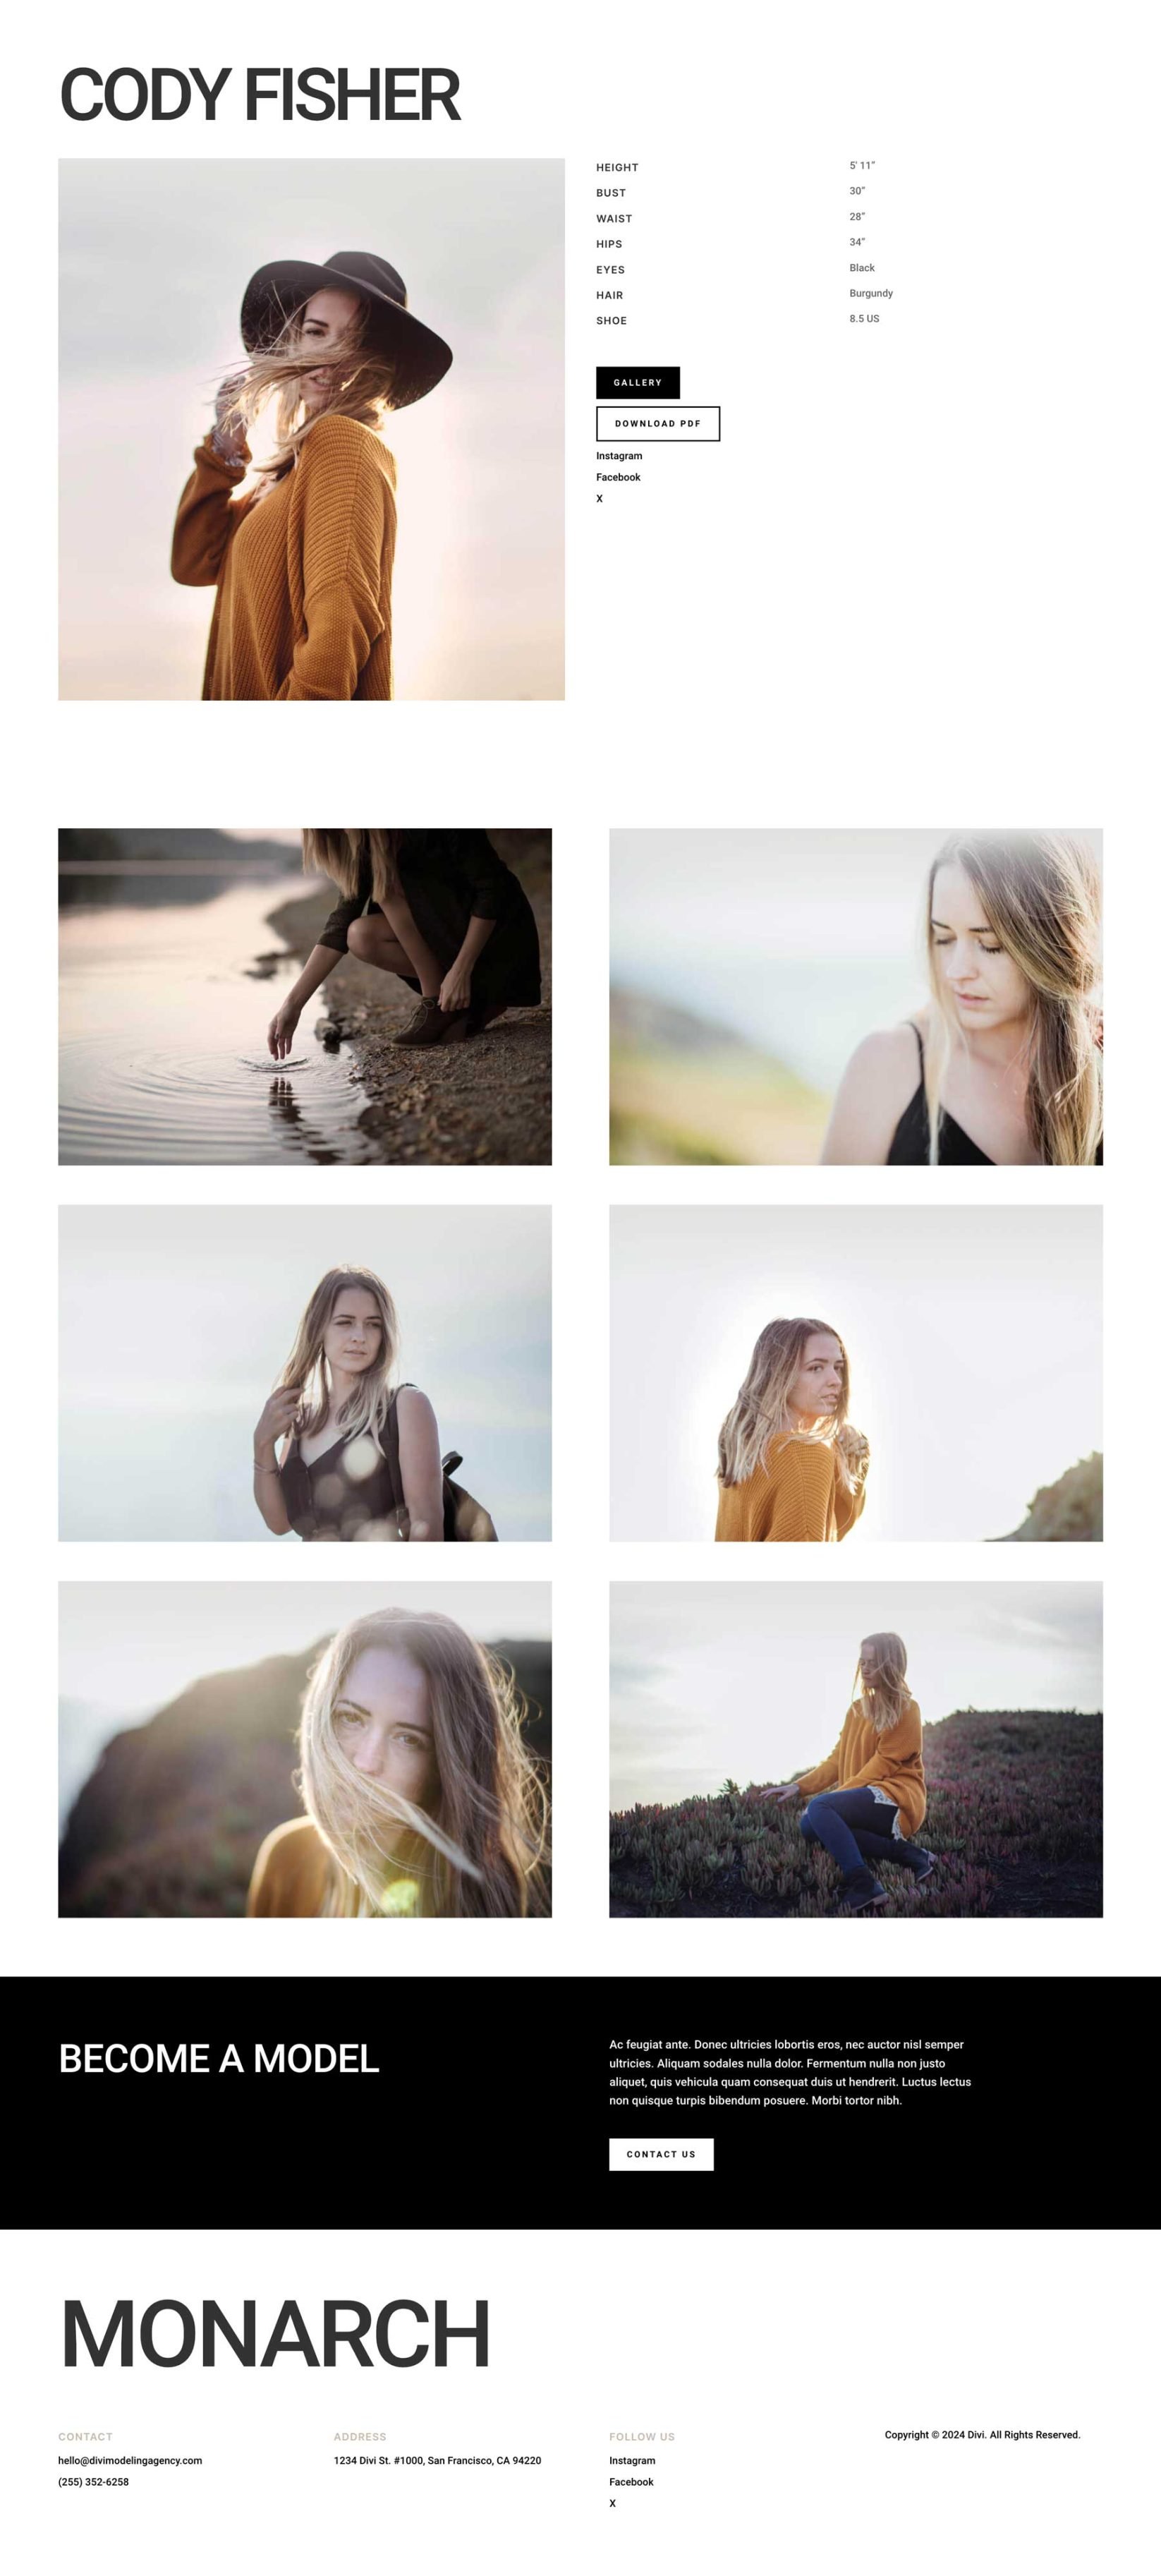 CODY FISHER
HEIGHT
5' 11”
BUST
30”
WAIST
28”
HIPS
34”
EYES
Black
HAIR
Burgundy
SHOE
8.5 US
GALLERY
DOWNLOAD PDF
Instagram
Facebook
X
BECOME A MODEL
Ac feugiat ante. Donec ultricies lobortis eros, nec auctor nisl semper
ultricies. Aliquam sodales nulla dolor. Fermentum nulla non justo
aliquet, quis vehicula quam consequat duis ut hendrerit. Luctus lectus
non quisque turpis bibendum posuere. Morbi tortor nibh.
CONTACT US
MONARCH
CONTACT
hello@divimodelingagency.com
(255) 352-6258
ADDRESS
1234 Divi St. #1000, San Francisco, CA 94220
FOLLOW US
Instagram
Facebook
X
Copyright © 2024 Divi. All Rights Reserved.